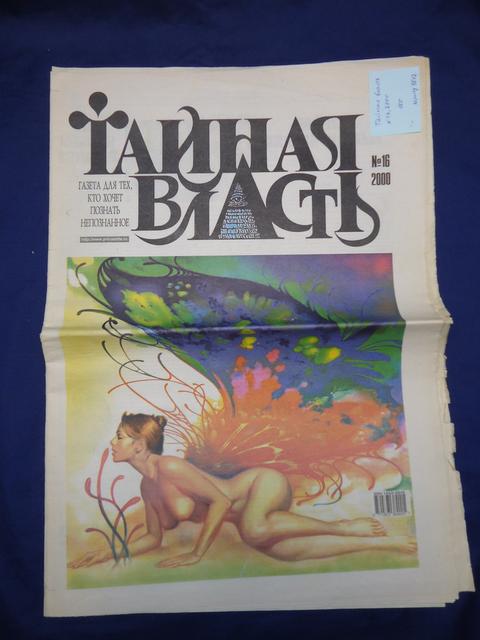 ТАЙНАЯ
ВЛАСТЬ
№16
2000
ГАЗЕТА ДЛЯ ТЕХ,
КТО ХОЧЕТ
ПОЗНАТЬ
НЕПОЗНАННОЕ